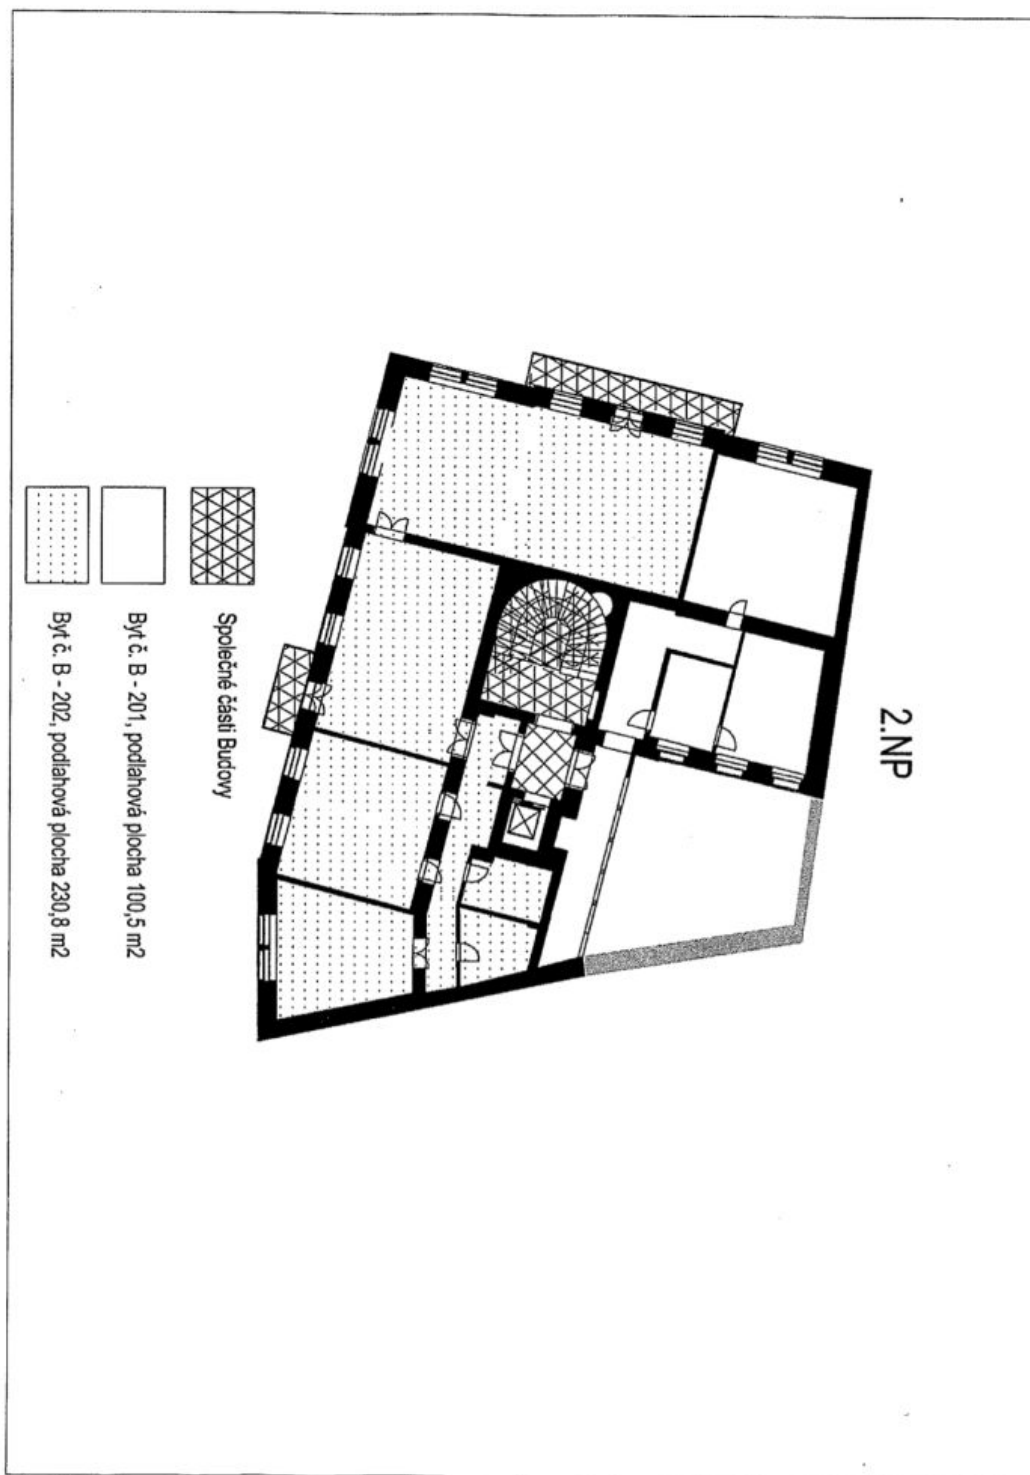 2.NP
Společné části Budovy
Byt č. B - 201, podlahová plocha 100,5 m2
Byt č. B - 202, podlahová plocha 230,8 m2